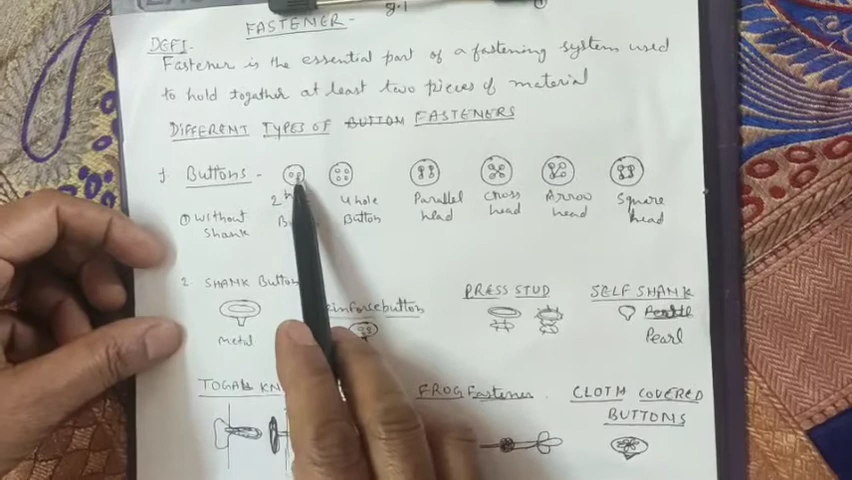 FASTENER -
DEFI-
Fastener is the essential part of a fastening system used
to hold together at least two pieces of material
DIFFERENT TYPES OF BUTTON FASTENERS
1. Buttons -
① Without
Shank
2
4 hole
Button
Parallel
head
Cross
head
Arrow
head
Square
head
2. SHANK Button
Metal
button
PRESS STUD
SELF SHANK
Pearl
TOGAL
FROG Fastener.
CLOTH COVERED
BUTTONS